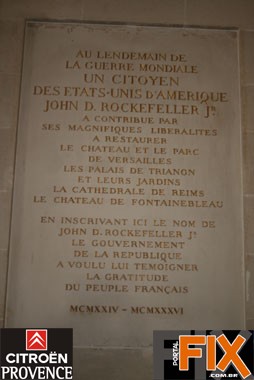 AU LENDEMAIN DE
LA GUERRE MONDIALE
UN CITOYEN
DES ETATS-UNIS D'AMERIQUE
JOHN D. ROCKEFELLER Jr.
A CONTRIBUE PAR
SES MAGNIFIQUES LIBERALITES
A RESTAURER
LE CHATEAU ET LE PARC
DE VERSAILLES
LES PALAIS DE TRIANON
ET LEURS JARDINS
LA CATHEDRALE DE REIMS
LE CHATEAU DE FONTAINEBLEAU
EN INSCRIVANT ICI LE NOM DE
JOHN D. ROCKEFELLER Jr.
LE GOUVERNEMENT
DE LA REPUBLIQUE
A VOULU LUI TEMOIGNER
LA GRATITUDE
DU PEUPLE FRANÇAIS
MCMXXIV – MCMXXXVI
CITROËN
PROVENCE
PORTAL
FIX
.COM.BR